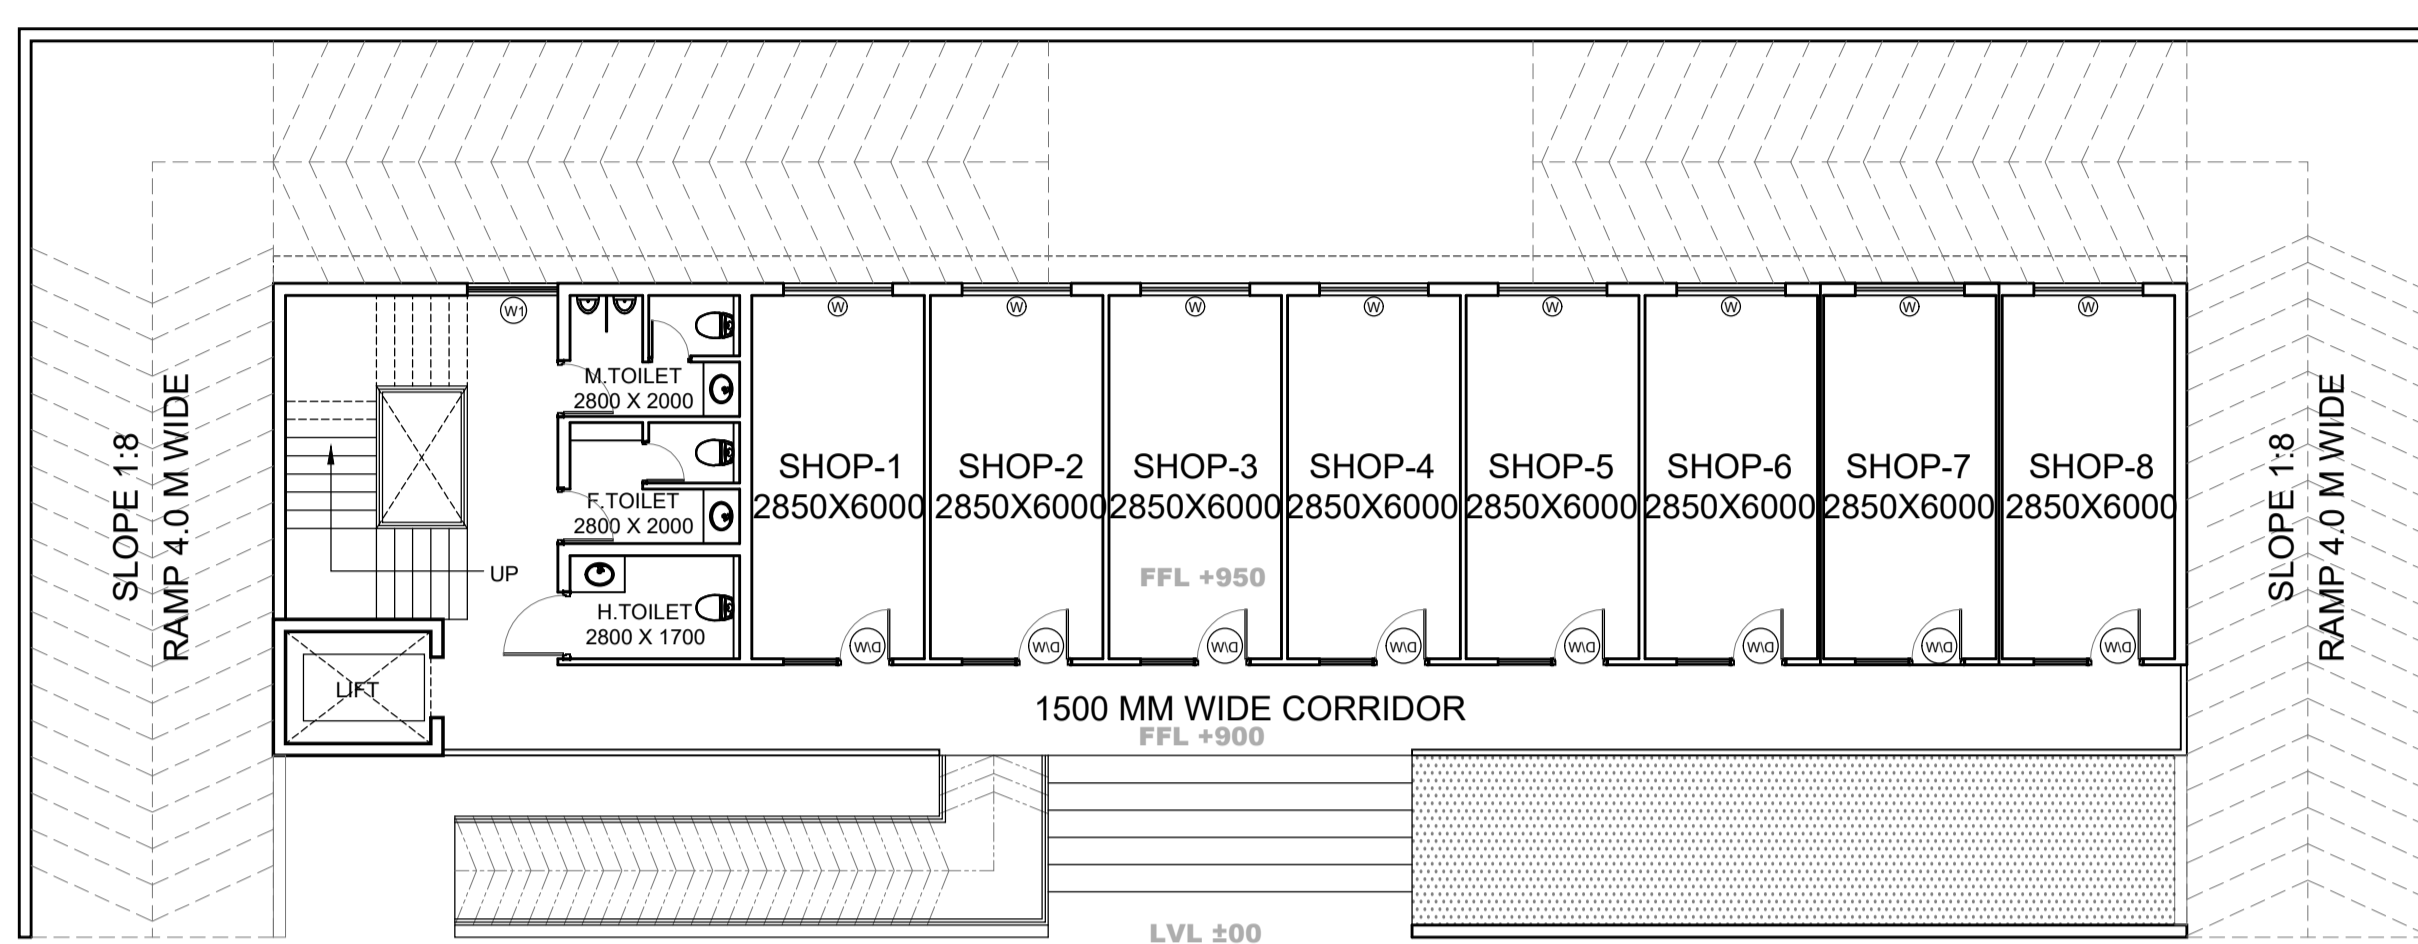 W1
W
W
W
W
W
W
W
W
M.TOILET
2800 X 2000
SLOPE 1:8
RAMP 4.0 M WIDE
SHOP-1
2850X6000
SHOP-2
2850X6000
SHOP-3
2850X6000
SHOP-4
2850X6000
SHOP-5
2850X6000
SHOP-6
2850X6000
SHOP-7
2850X6000
SHOP-8
2850X6000
SLOPE 1:8
RAMP 4.0 M WIDE
F.TOILET
2800 X 2000
UP
FFL +950
H.TOILET
2800 X 1700
D\W
D\W
D\W
D\W
D\W
D\W
D\W
D\W
LIFT
1500 MM WIDE CORRIDOR
FFL +900
LVL ±00